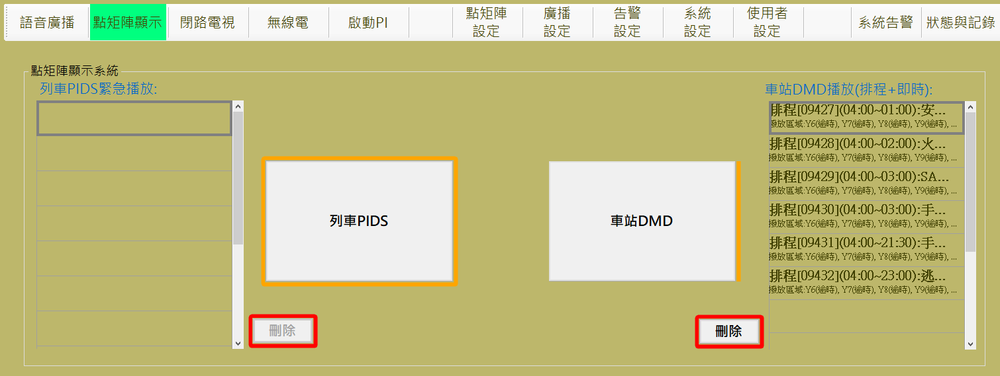 語音廣播
點矩陣顯示
閉路電視
無線電
啟動PI
點矩陣
設定
廣播
設定
告警
設定
系統
設定
使用者
設定
系統告警
狀態與記錄
點矩陣顯示系統
列車PIDS緊急播放:
車站DMD播放(排程+即時):
排程[09427](04:00~01:00):安...
撥放區域:Y6(逾時), Y7(逾時), Y8(逾時), Y9(逾時), ...
排程[09428](04:00~02:00):火...
撥放區域:Y6(逾時), Y7(逾時), Y8(逾時), Y9(逾時), ...
排程[09429](04:00~03:00):SA...
撥放區域:Y6(逾時), Y7(逾時), Y8(逾時), Y9(逾時), ...
排程[09430](04:00~03:00):手...
撥放區域:Y6(逾時), Y7(逾時), Y8(逾時), Y9(逾時), ...
排程[09431](04:00~21:30):手...
撥放區域:Y6(逾時), Y7(逾時), Y8(逾時), Y9(逾時), ...
排程[09432](04:00~23:00):逃...
撥放區域:Y6(逾時), Y7(逾時), Y8(逾時), Y9(逾時), ...
列車PIDS
車站DMD
刪除
刪除